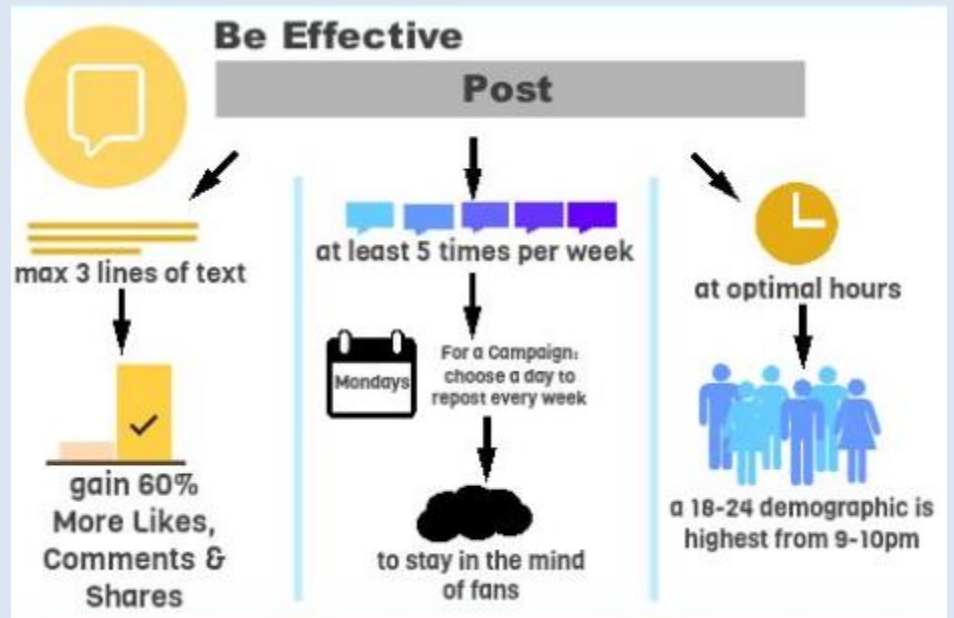 Be Effective
Post
max 3 lines of text
gain 60%
More Likes,
Comments &
Shares
at least 5 times per week
Mondays
For a Campaign:
choose a day to
repost every week
to stay in the mind
of fans
at optimal hours
a 18-24 demographic is
highest from 9-10pm